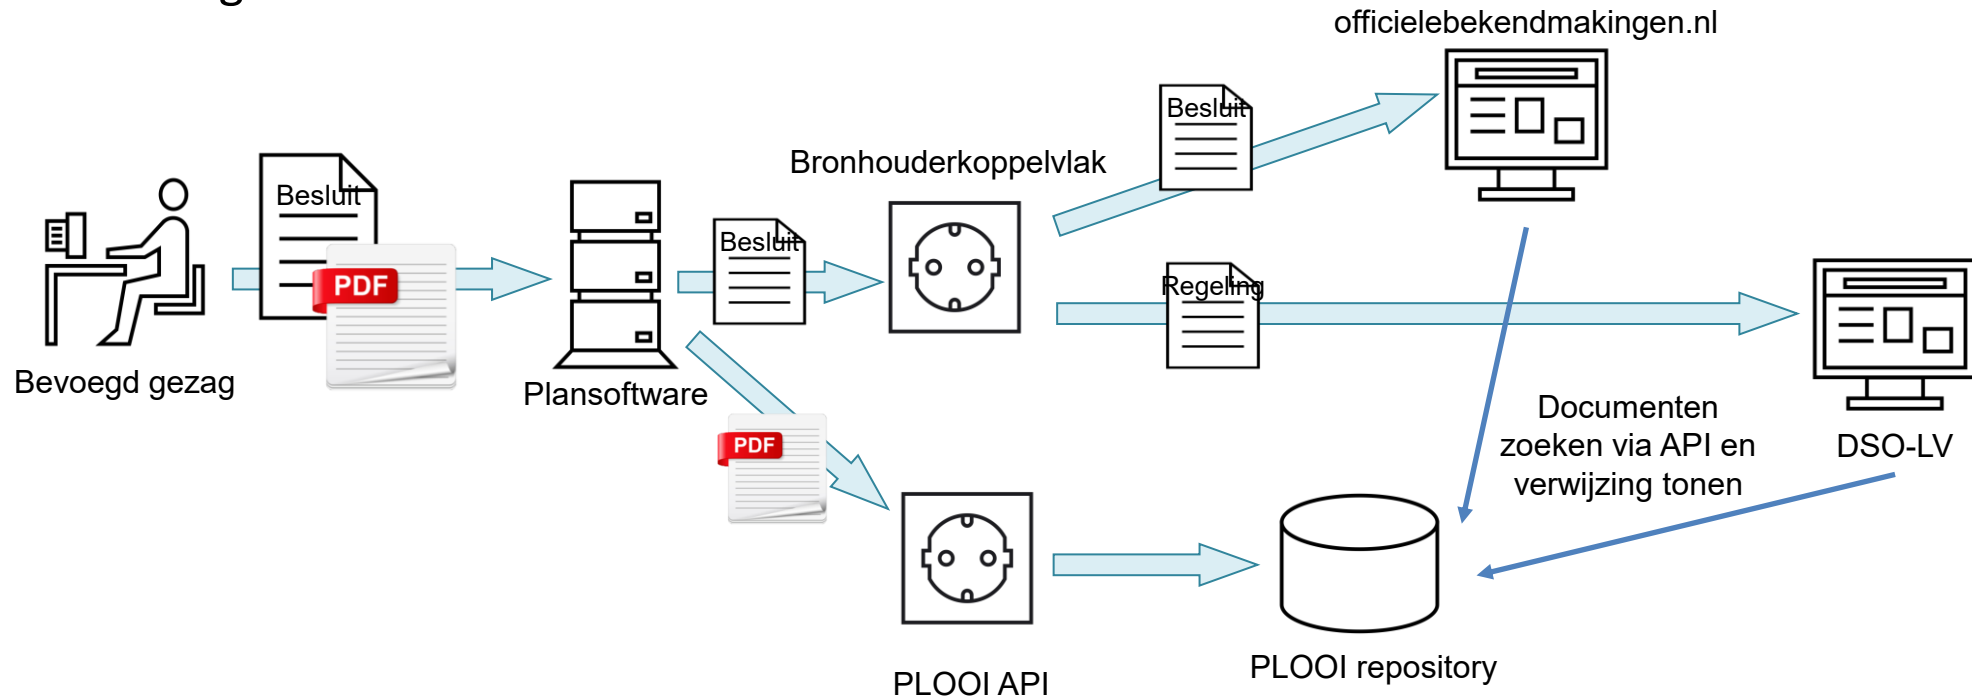 officielebekendmakingen.nl
Besluit
Bronhouderkoppelvlak
Besluit
Besluit
PDF
Regeling
Bevoegd gezag
Plansoftware
PDF
Documenten
zoeken via API en
verwijzing tonen
DSO-LV
PLOOI API
PLOOI repository